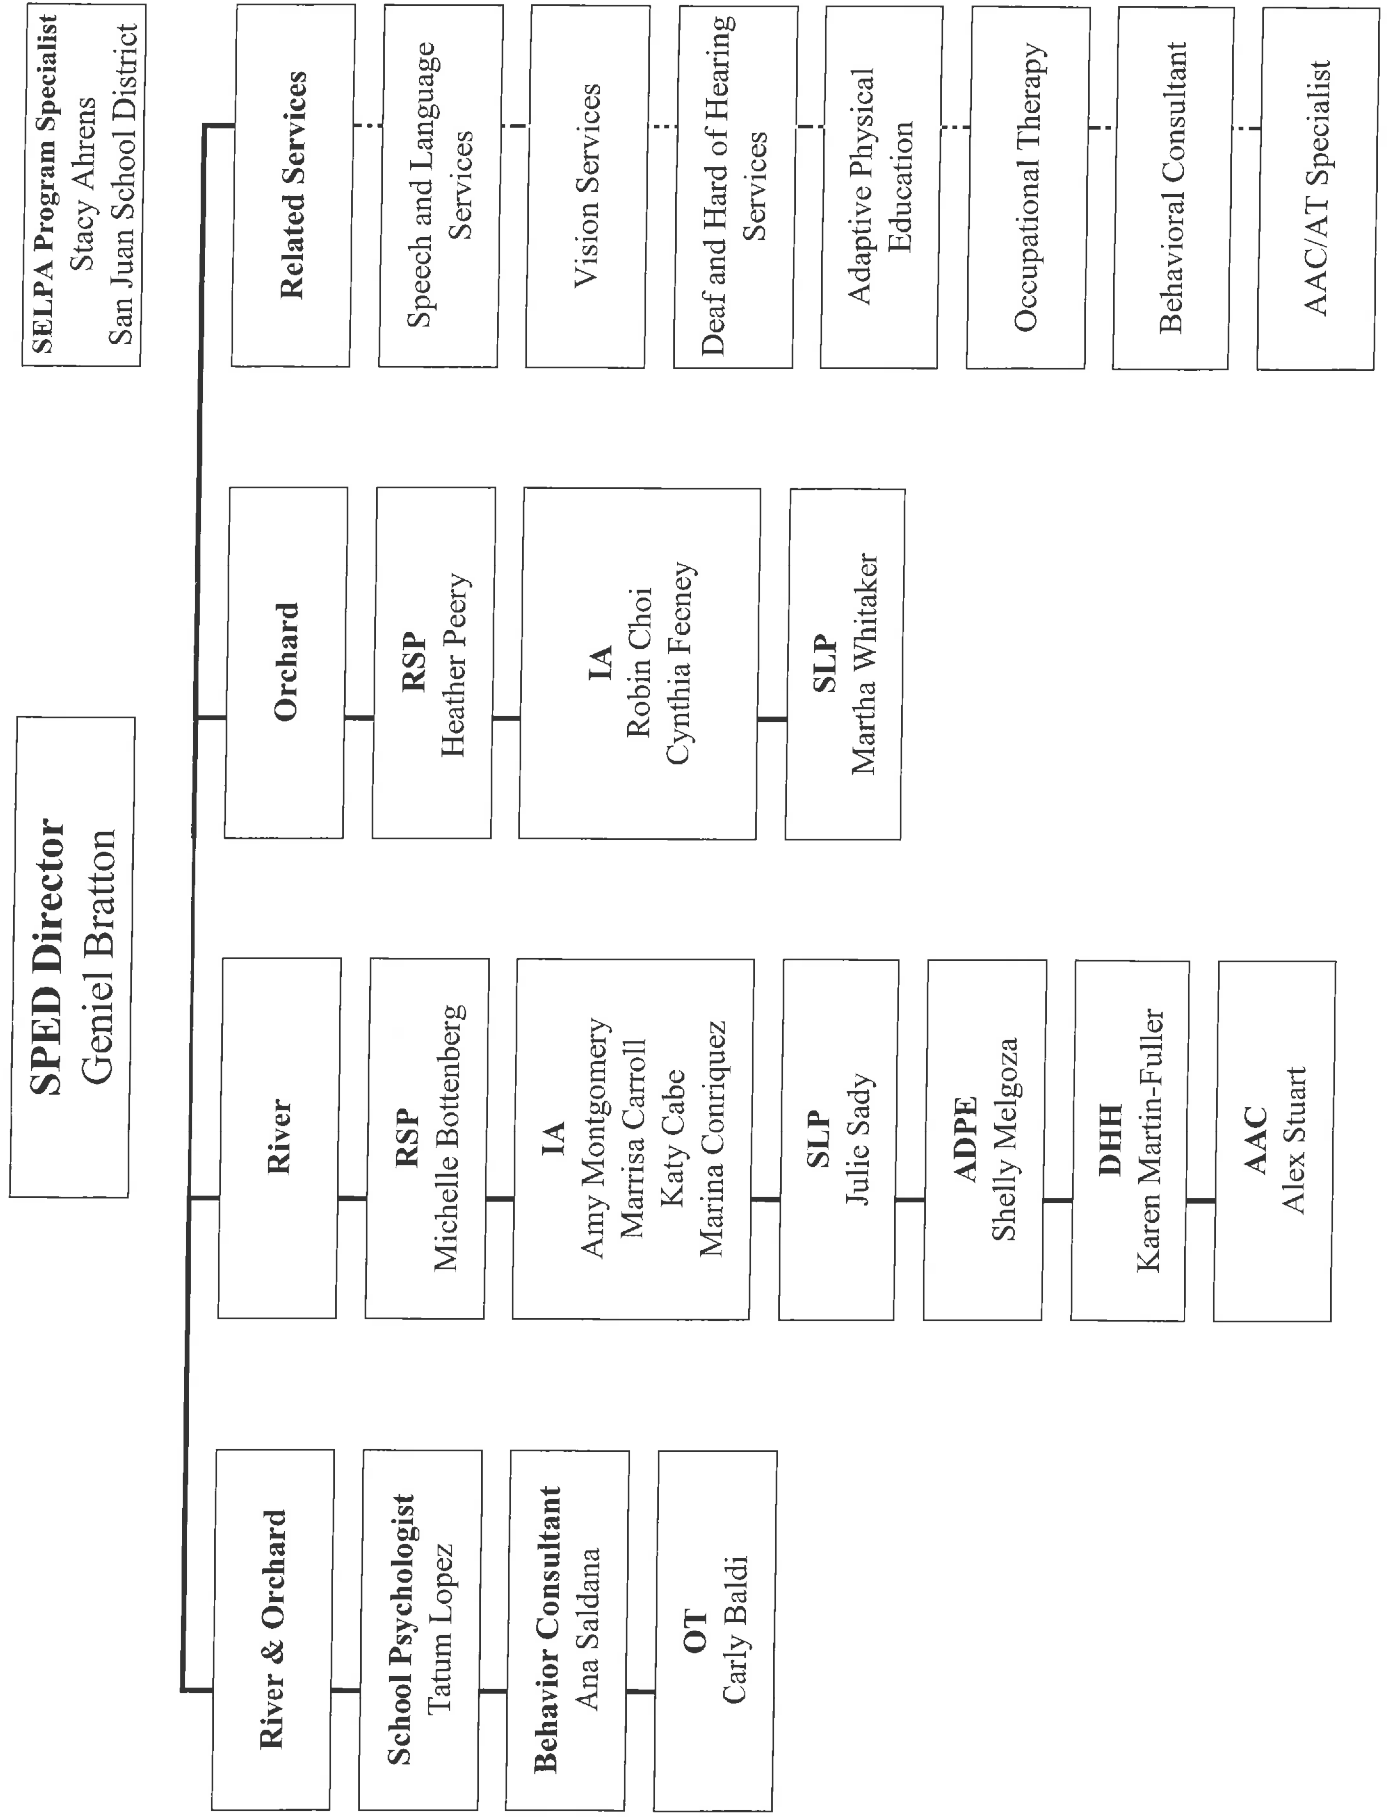 SPED Director
Geniel Bratton
SELPA Program Specialist
Stacy Ahrens
San Juan School District
River & Orchard
School Psychologist
Tatum Lopez
Behavior Consultant
Ana Saldana
OT
Carly Baldi
River
RSP
Michelle Bottenberg
IA
Amy Montgomery
Marrisa Carroll
Katy Cabe
Marina Conriquez
SLP
Julie Sady
ADPE
Shelly Melgoza
DHH
Karen Martin-Fuller
AAC
Alex Stuart
Orchard
RSP
Heather Peery
IA
Robin Choi
Cynthia Feeney
SLP
Martha Whitaker
Related Services
Speech and Language
Services
Vision Services
Deaf and Hard of Hearing
Services
Adaptive Physical
Education
Occupational Therapy
Behavioral Consultant
AAC/AT Specialist